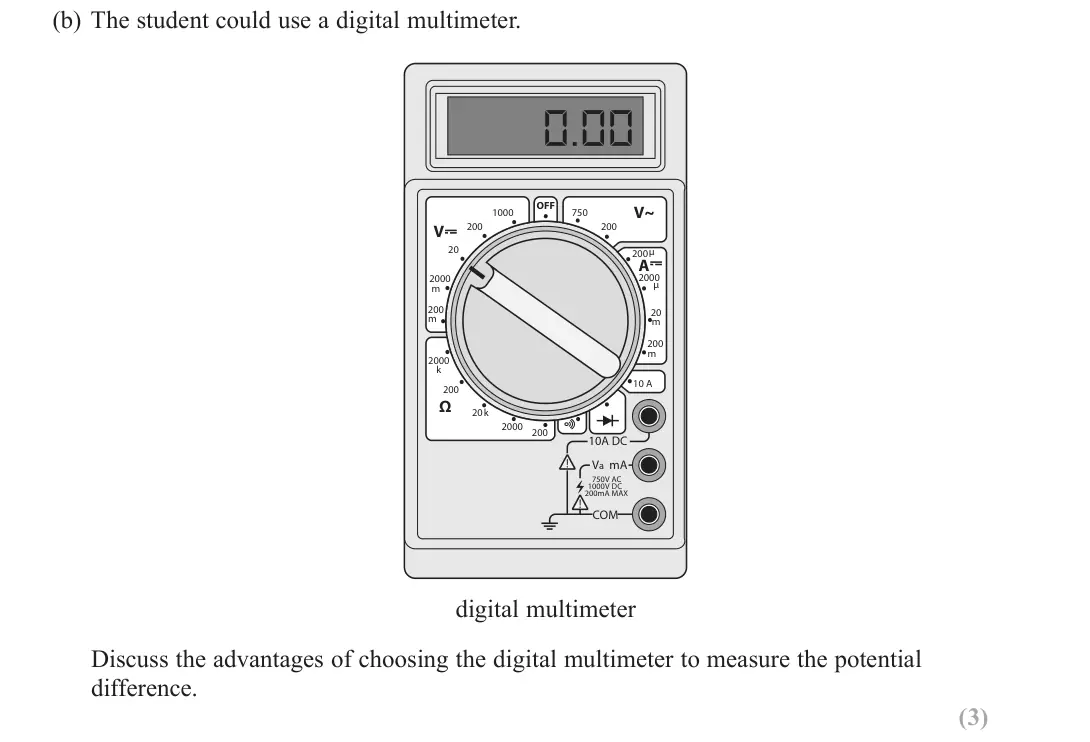 (b) The student could use a digital multimeter.
0.00
OFF
1000
750
V~
200
200
V⎓
20
200µ
A⎓
2000
m
2000
µ
200
m
20
m
200
m
2000
k
10 A
200
Ω
20k
2000
200
10A DC
Va mA
750V AC
1000V DC
200mA MAX
COM
digital multimeter
Discuss the advantages of choosing the digital multimeter to measure the potential
difference.
(3)